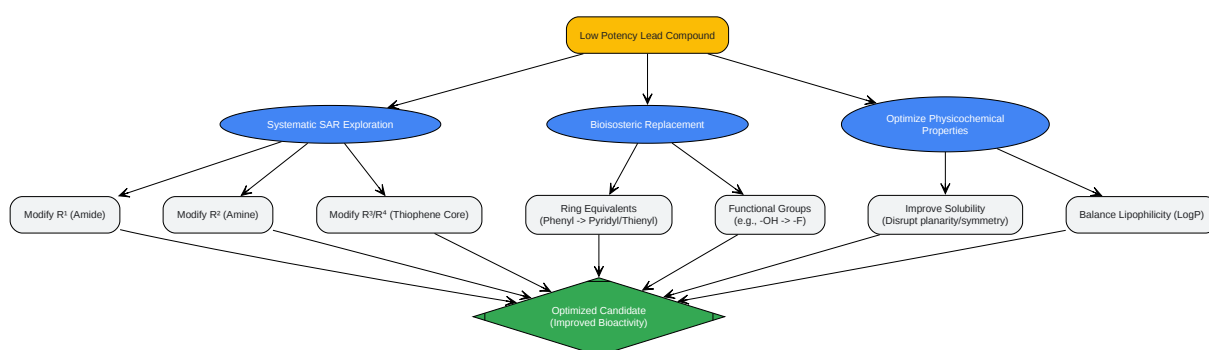 Low Potency Lead Compound
Systematic SAR Exploration
Bioisosteric Replacement
Optimize Physicochemical
Properties
Modify R¹ (Amide)
Modify R² (Amine)
Modify R³/R⁴ (Thiophene Core)
Ring Equivalents
(Phenyl -> Pyridyl/Thienyl)
Functional Groups
(e.g., -OH -> -F)
Improve Solubility
(Disrupt planarity/symmetry)
Balance Lipophilicity (LogP)
Optimized Candidate
(Improved Bioactivity)